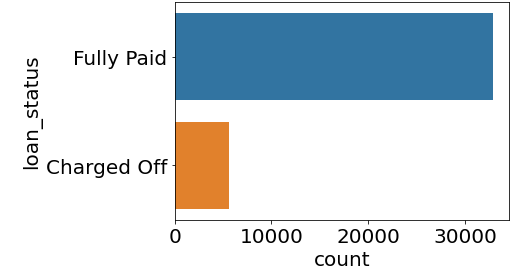 loan_status
Fully Paid
Charged Off
0 10000 20000 30000
count